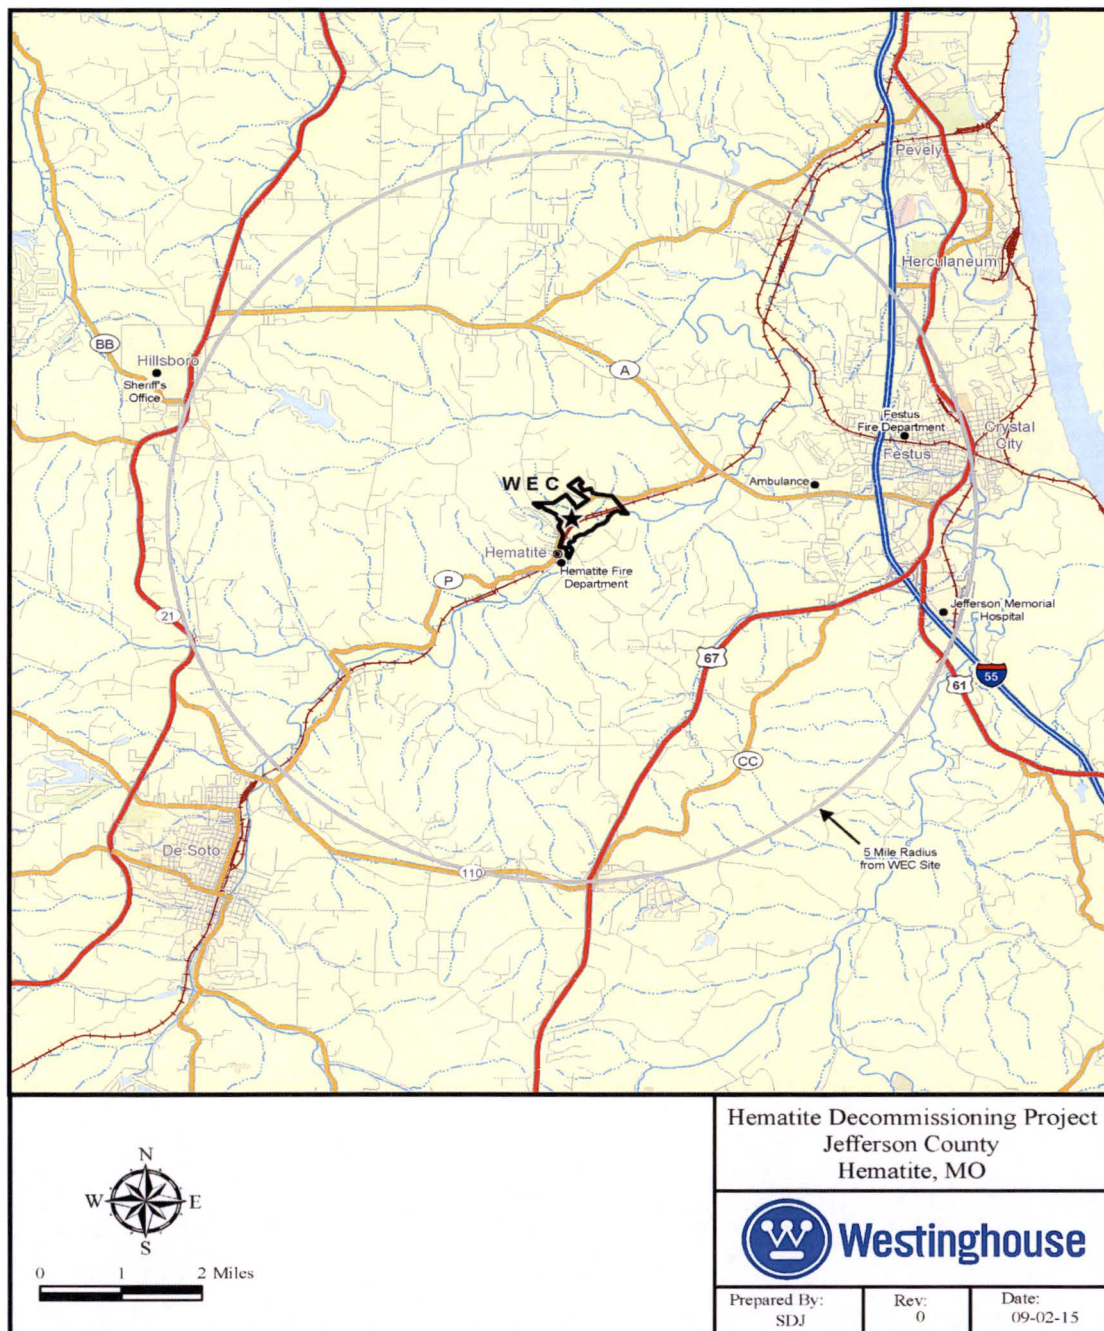 Pevely
Herculaneum
BB
Hillsboro
Sheriff's
Office
A
Festus
Fire Department
Festus
Crystal
City
WEC
Ambulance
Hematite
Hematite Fire
Department
P
21
Jefferson Memorial
Hospital
67
55
61
CC
De Soto
110
5 Mile Radius
from WEC Site
N
W E
S
0 1 2 Miles
Hematite Decommissioning Project
Jefferson County
Hematite, MO
W
Westinghouse
Prepared By:
SDJ
Rev:
0
Date:
09-02-15